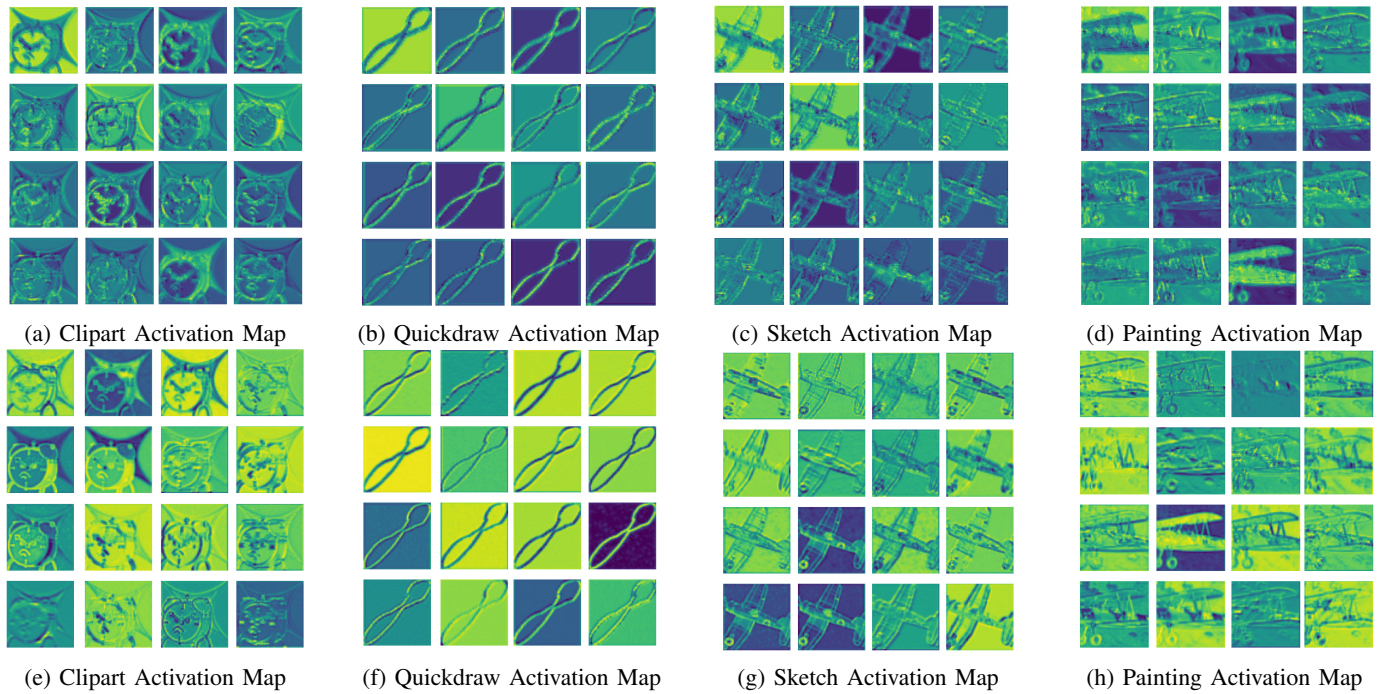 (a) Clipart Activation Map
(b) Quickdraw Activation Map
(c) Sketch Activation Map
(d) Painting Activation Map
(e) Clipart Activation Map
(f) Quickdraw Activation Map
(g) Sketch Activation Map
(h) Painting Activation Map